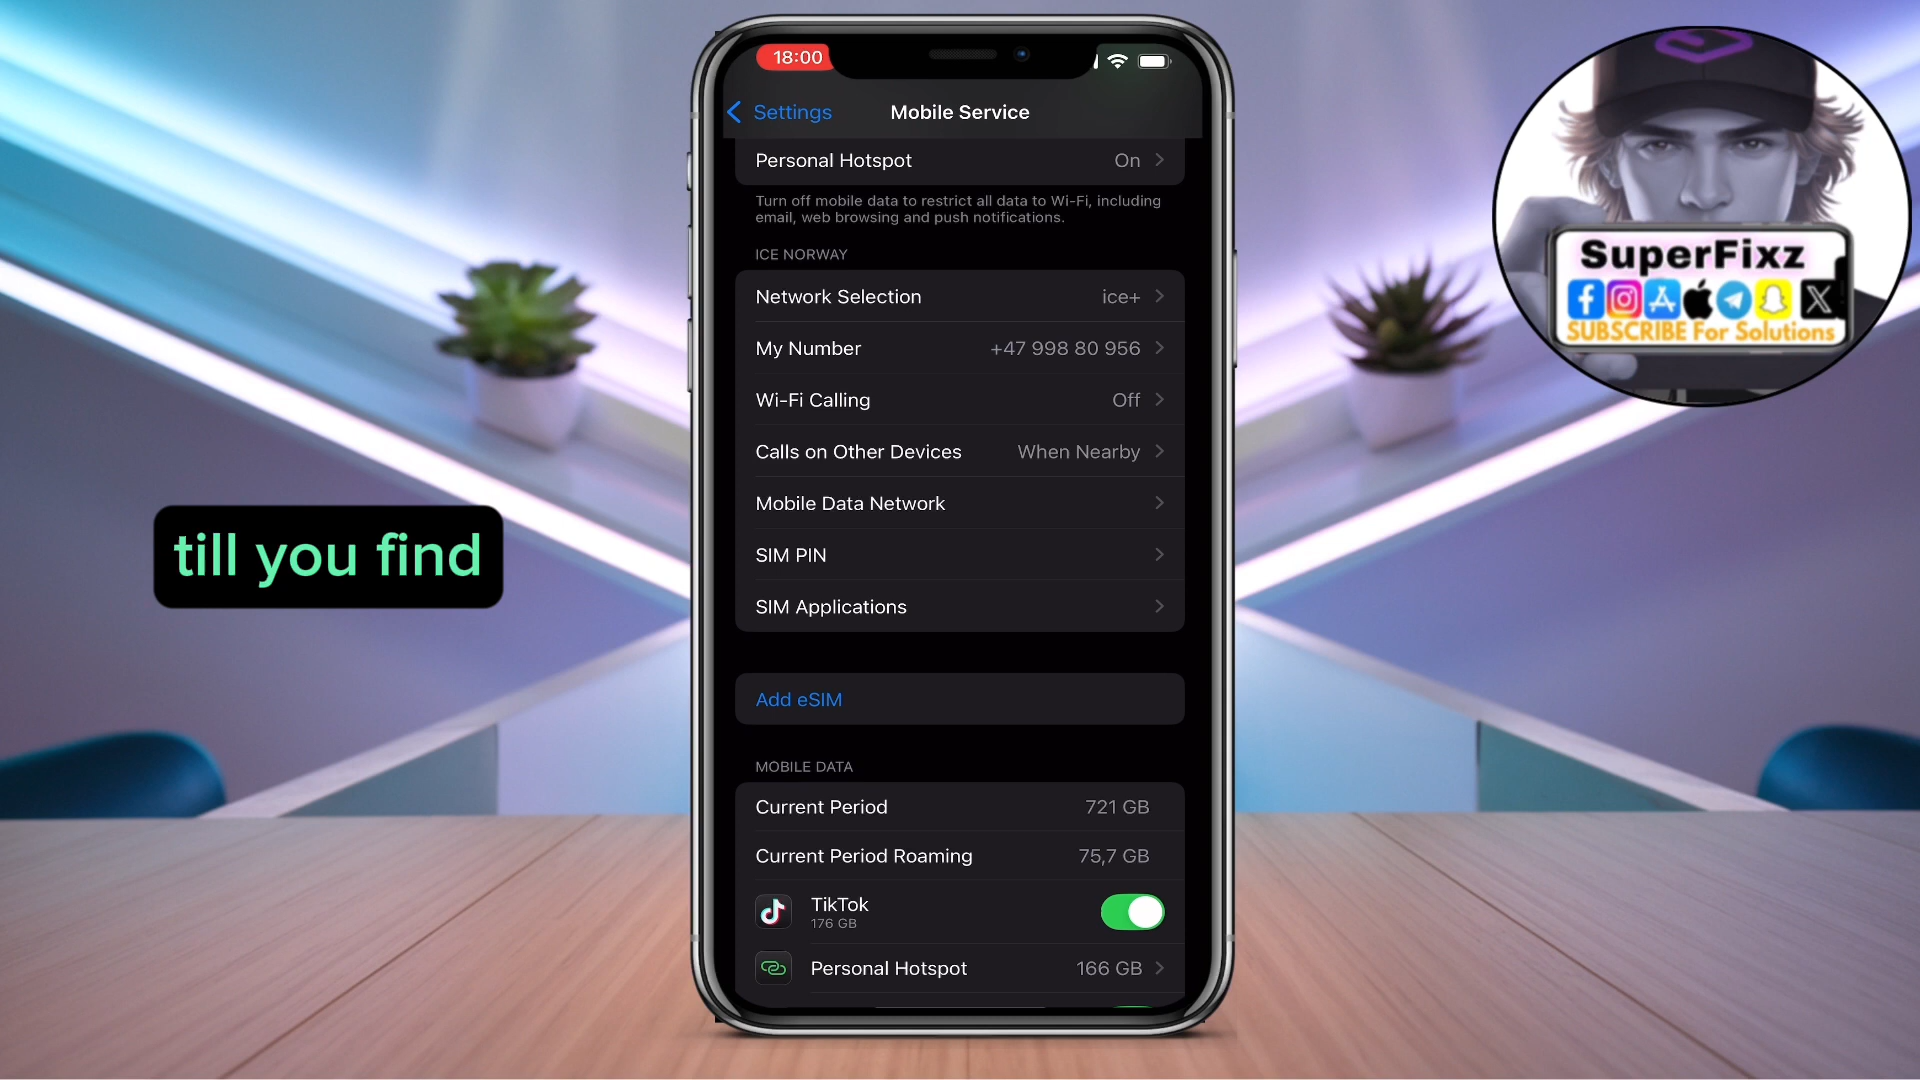 18:00
Settings
Mobile Service
Personal Hotspot
On
Turn off mobile data to restrict all data to Wi-Fi, including
email, web browsing and push notifications.
ICE NORWAY
Network Selection
ice+
My Number
+47 998 80 956
Wi-Fi Calling
Off
Calls on Other Devices
When Nearby
Mobile Data Network
SIM PIN
SIM Applications
Add eSIM
MOBILE DATA
Current Period
721 GB
Current Period Roaming
75,7 GB
TikTok
176 GB
Personal Hotspot
166 GB
till you find
SuperFixz
SUBSCRIBE For Solutions